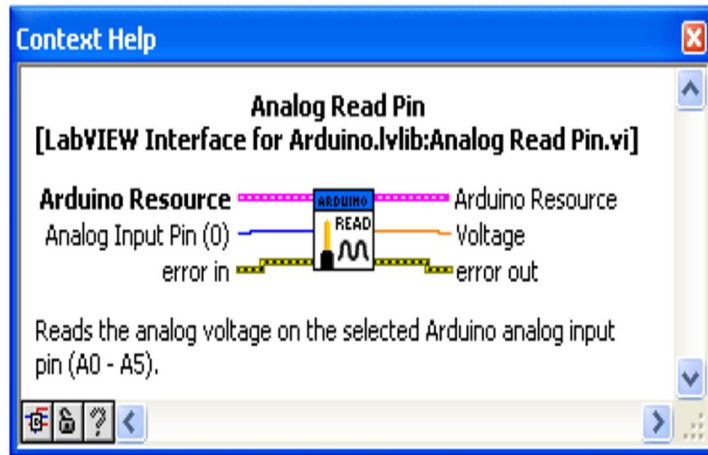 Context Help
Analog Read Pin
[LabVIEW Interface for Arduino.lvlib:Analog Read Pin.vi]
Arduino Resource ARDUINO Arduino Resource
Analog Input Pin (0) READ Voltage
error in error out
Reads the analog voltage on the selected Arduino analog input
pin (A0 - A5).
?